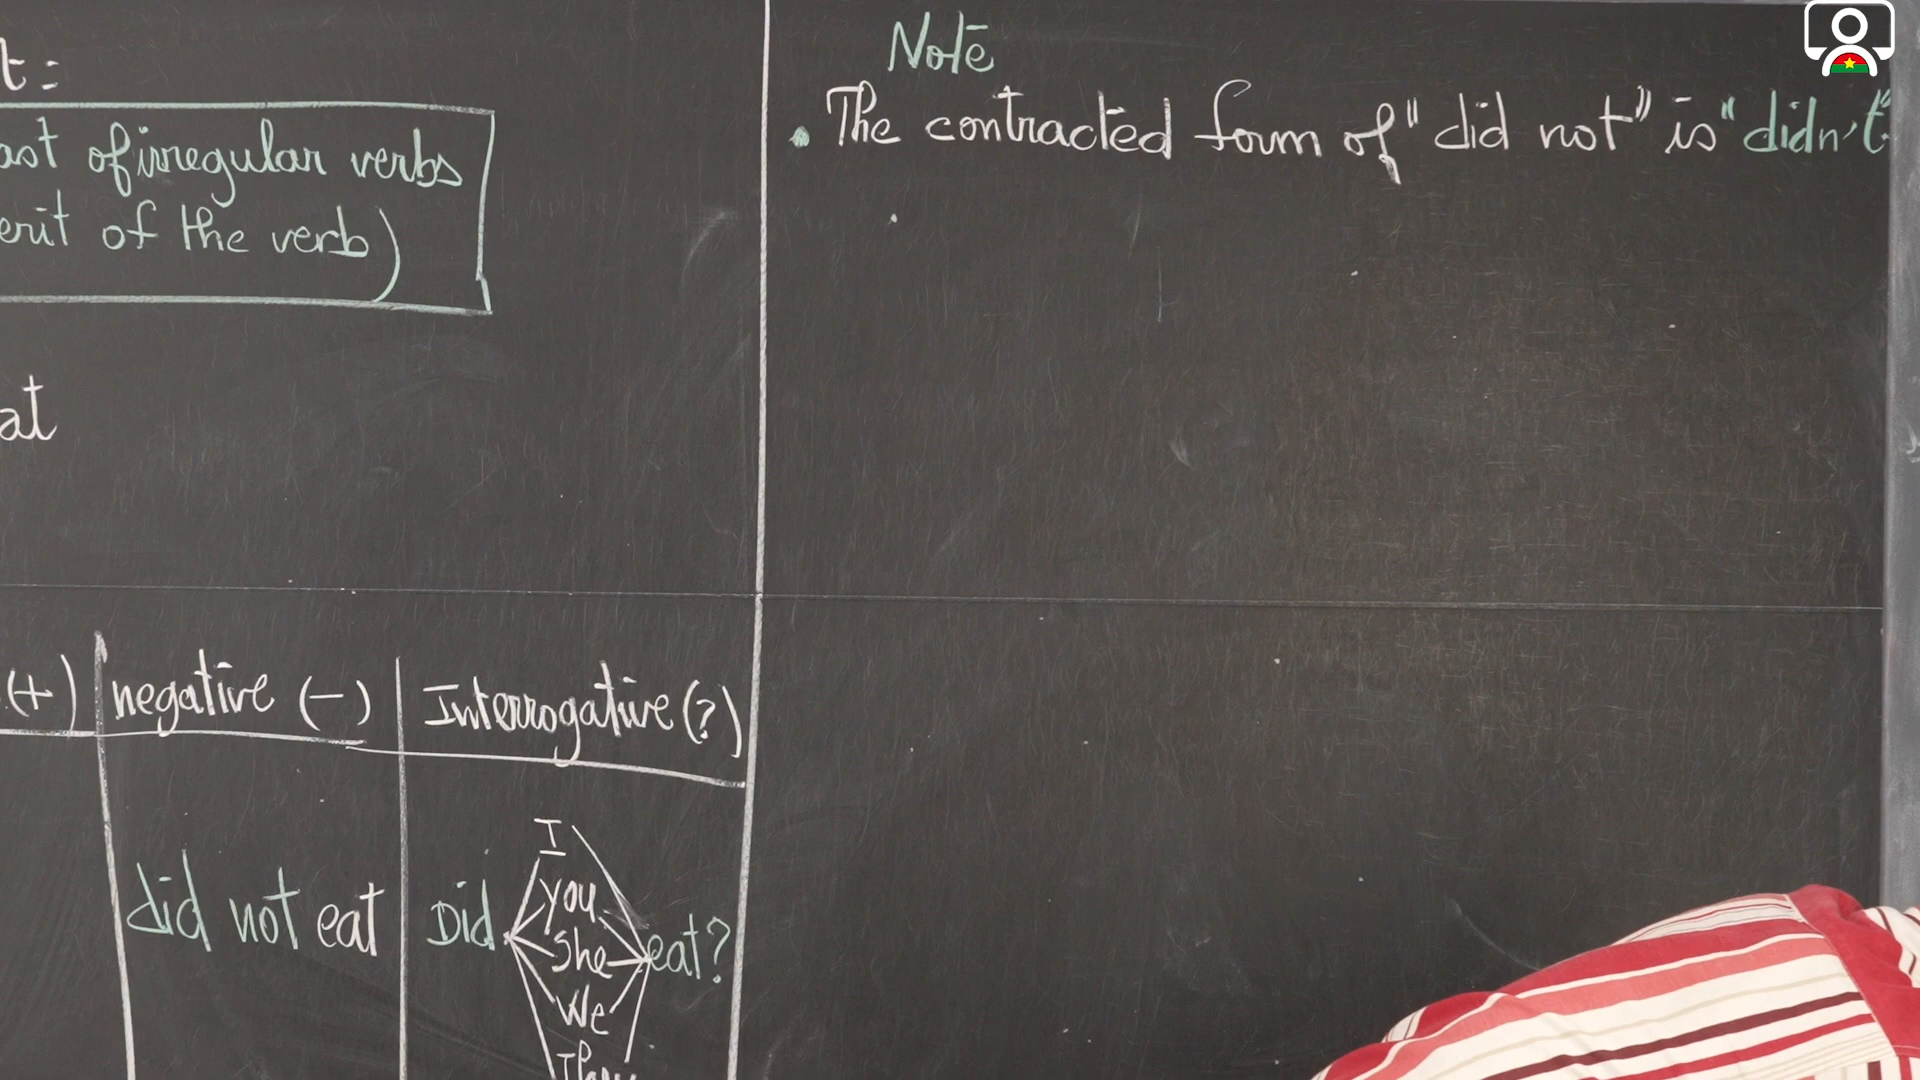 t:
ast of irregular verbs
erit of the verb)
at
(+) negative (-) Interrogative (?)
did not eat
Did I you She We They eat?
Note
• The contracted form of "did not" is "didn't"